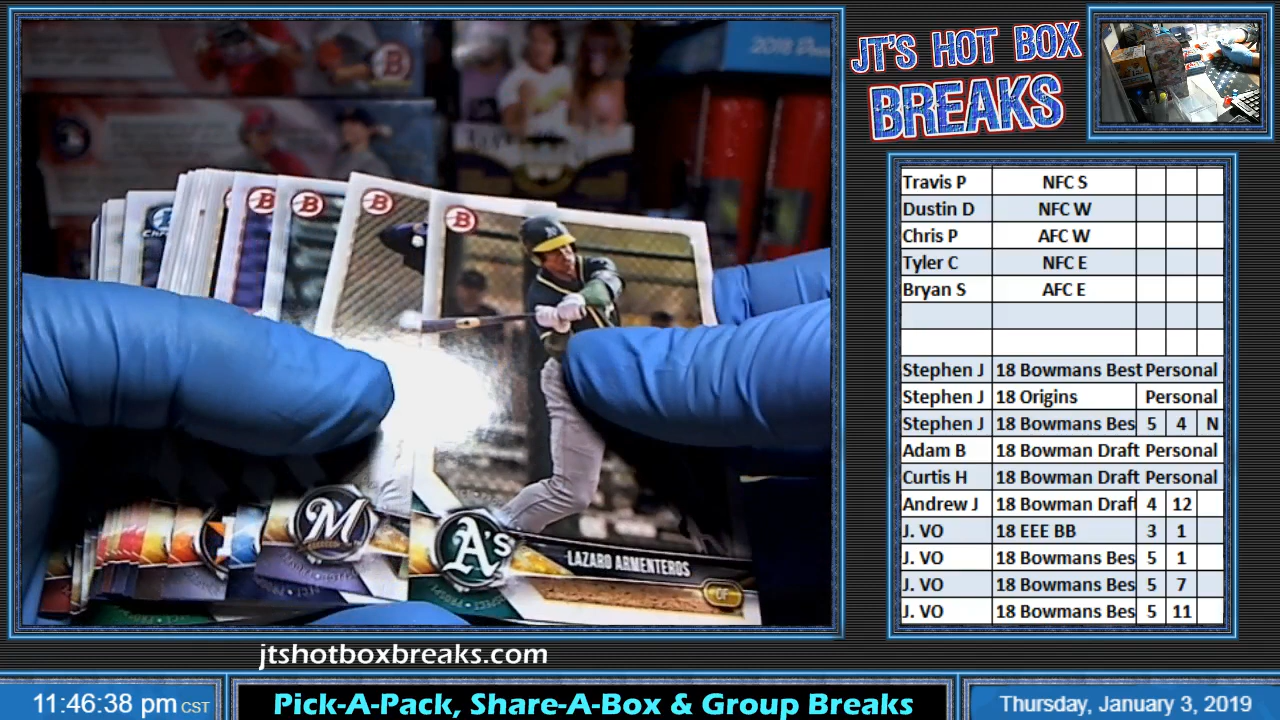 JT'S HOT BOX
BREAKS
2018
B
B
B
B
B
M
A's
LAZARO ARMENTEROS
OF
Travis P NFC S
Dustin D NFC W
Chris P AFC W
Tyler C NFC E
Bryan S AFC E
Stephen J 18 Bowmans Best Personal
Stephen J 18 Origins Personal
Stephen J 18 Bowmans Bes 5 4 N
Adam B 18 Bowman Draft Personal
Curtis H 18 Bowman Draft Personal
Andrew J 18 Bowman Draft 4 12
J. VO 18 EEE BB 3 1
J. VO 18 Bowmans Bes 5 1
J. VO 18 Bowmans Bes 5 7
J. VO 18 Bowmans Bes 5 11
jtshotboxbreaks.com
11:46:38 pm CST
Pick-A-Pack, Share-A-Box & Group Breaks
Thursday, January 3, 2019